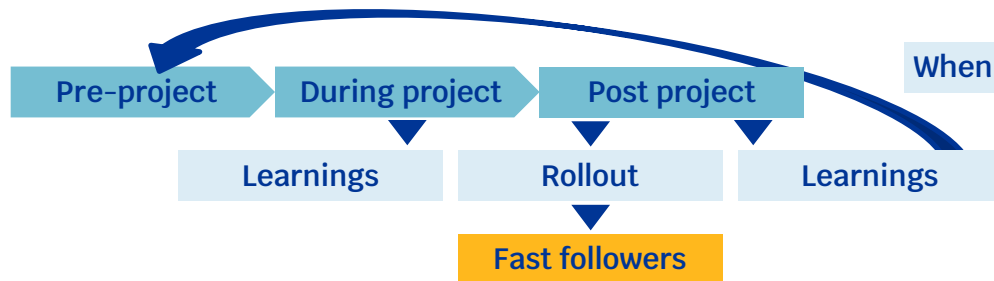 When
Pre-project
During project
Post project
Learnings
Rollout
Learnings
Fast followers